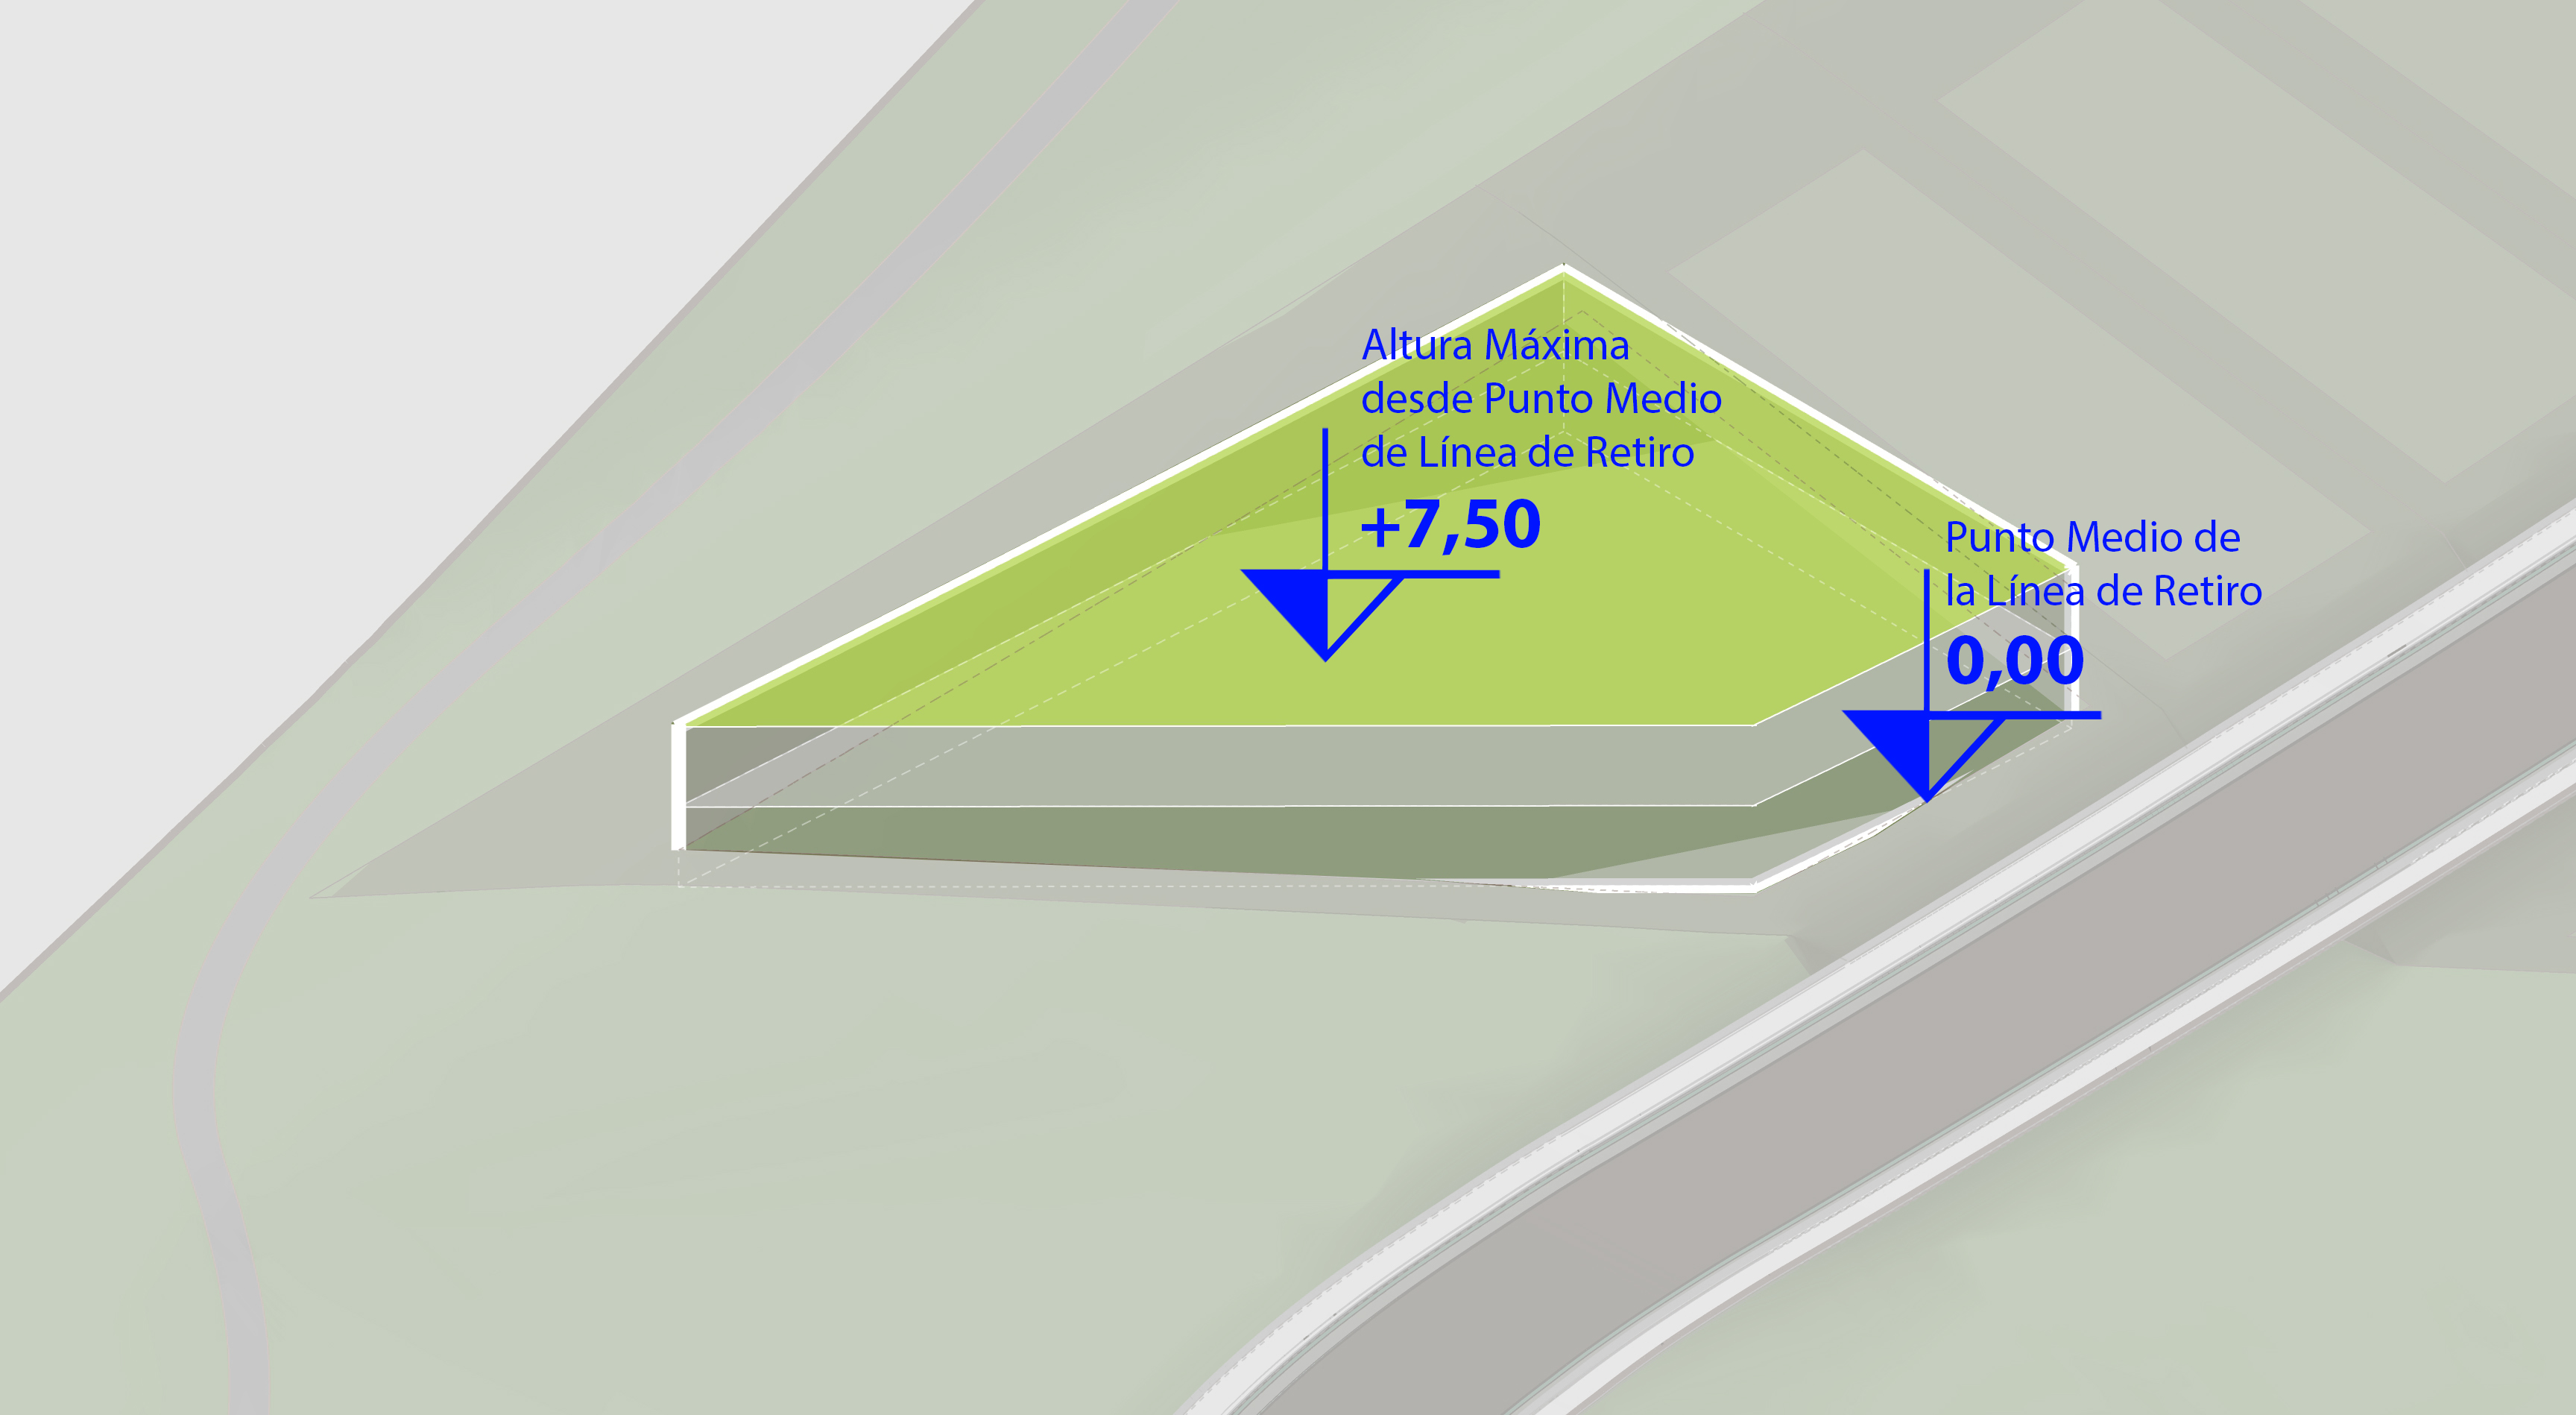 Altura Máxima
desde Punto Medio
de Línea de Retiro
+7,50
Punto Medio de
la Línea de Retiro
0,00